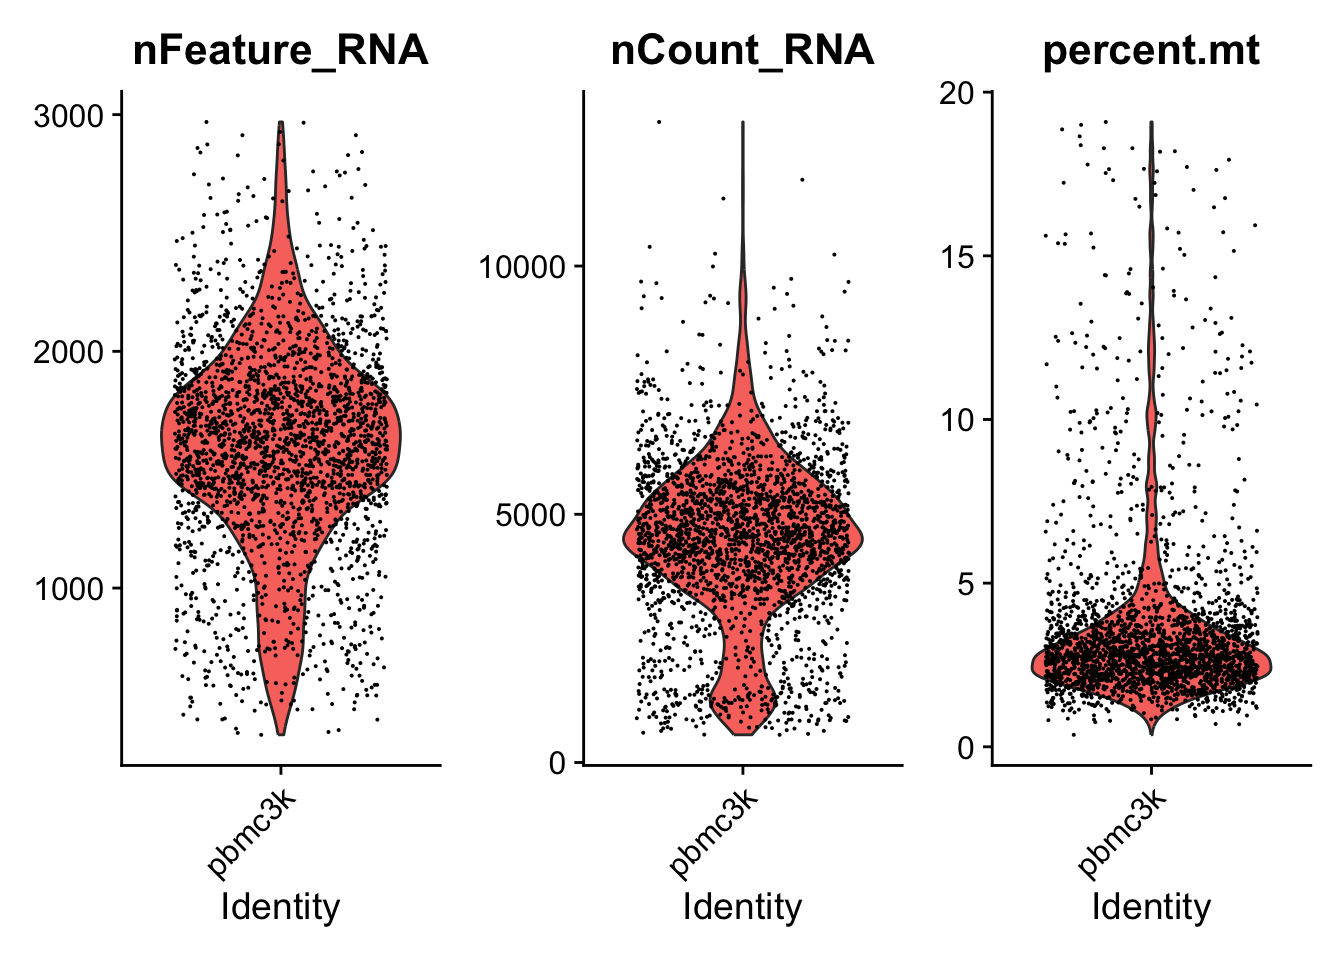 nFeature_RNA
3000
2000
1000
pbmc3k
Identity
nCount_RNA
10000
5000
0
pbmc3k
Identity
percent.mt
20
15
10
5
0
pbmc3k
Identity